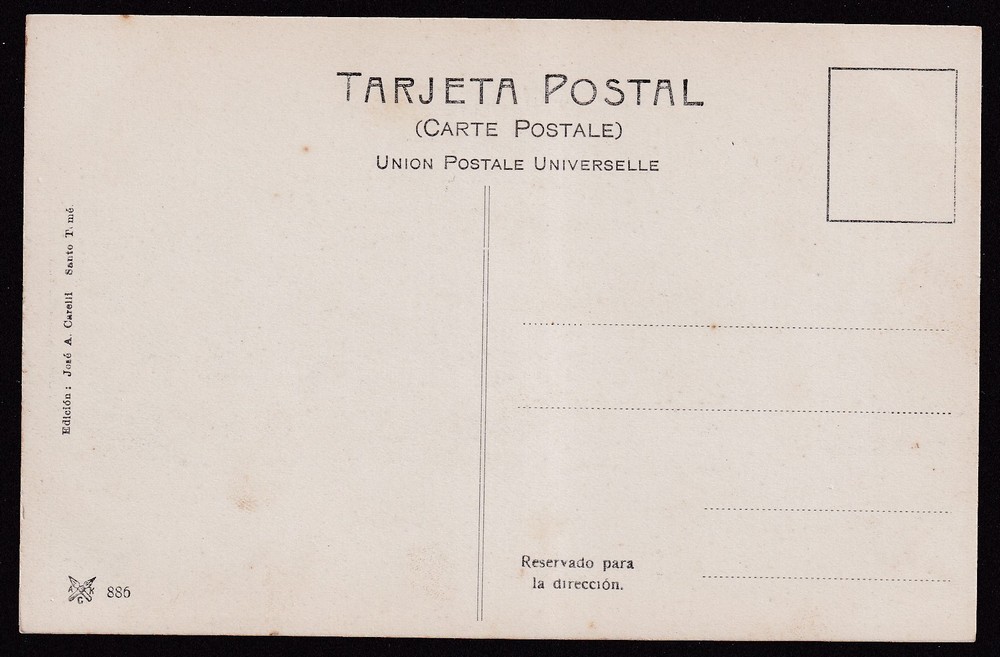 TARJETA POSTAL
(CARTE POSTALE)
UNION POSTALE UNIVERSELLE
Edición: José A. Carelli Santo T. mé.
Reservado para
la dirección.
886